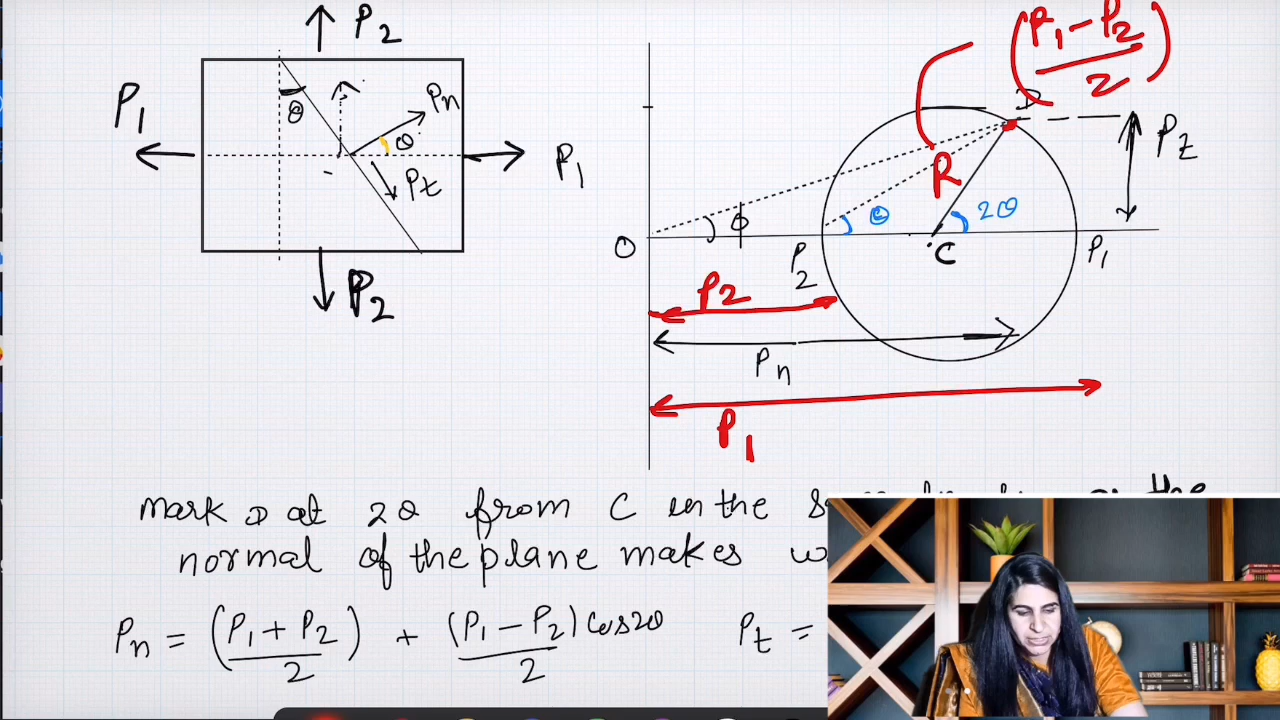 P2
P1
θ
Pn
θ
Pt
P1
P2
(P1 - P2)
2
D
Pt
R
θ
2θ
φ
O
P2
C
P1
P2
Pn
P1
mark D at 2θ from C in the
normal of the plane makes
Pn = (P1 + P2) + (P1 - P2) Cos2θ Pt =
2 2